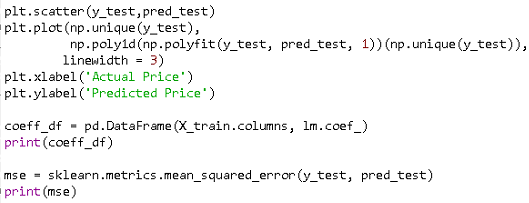 plt.scatter(y_test,pred_test)
plt.plot(np.unique(y_test),
         np.poly1d(np.polyfit(y_test, pred_test, 1))(np.unique(y_test)),
        linewidth = 3)
plt.xlabel('Actual Price')
plt.ylabel('Predicted Price')

coeff_df = pd.DataFrame(X_train.columns, lm.coef_)
print(coeff_df)

mse = sklearn.metrics.mean_squared_error(y_test, pred_test)
print(mse)